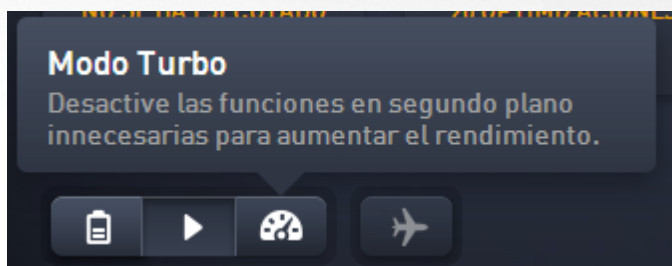 Modo Turbo
Desactive las funciones en segundo plano
innecesarias para aumentar el rendimiento.